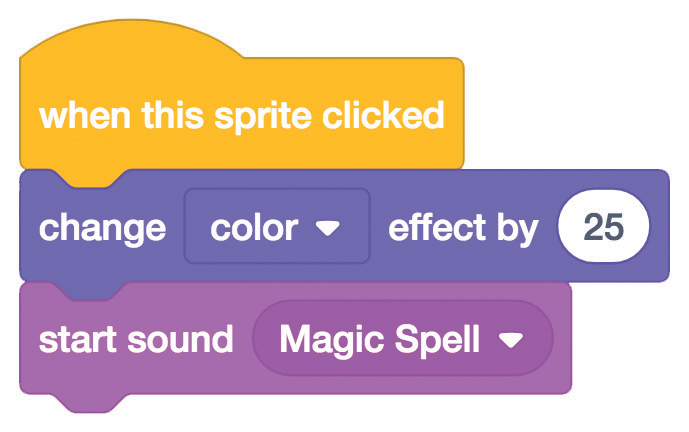 when this sprite clicked
change color effect by 25
start sound Magic Spell